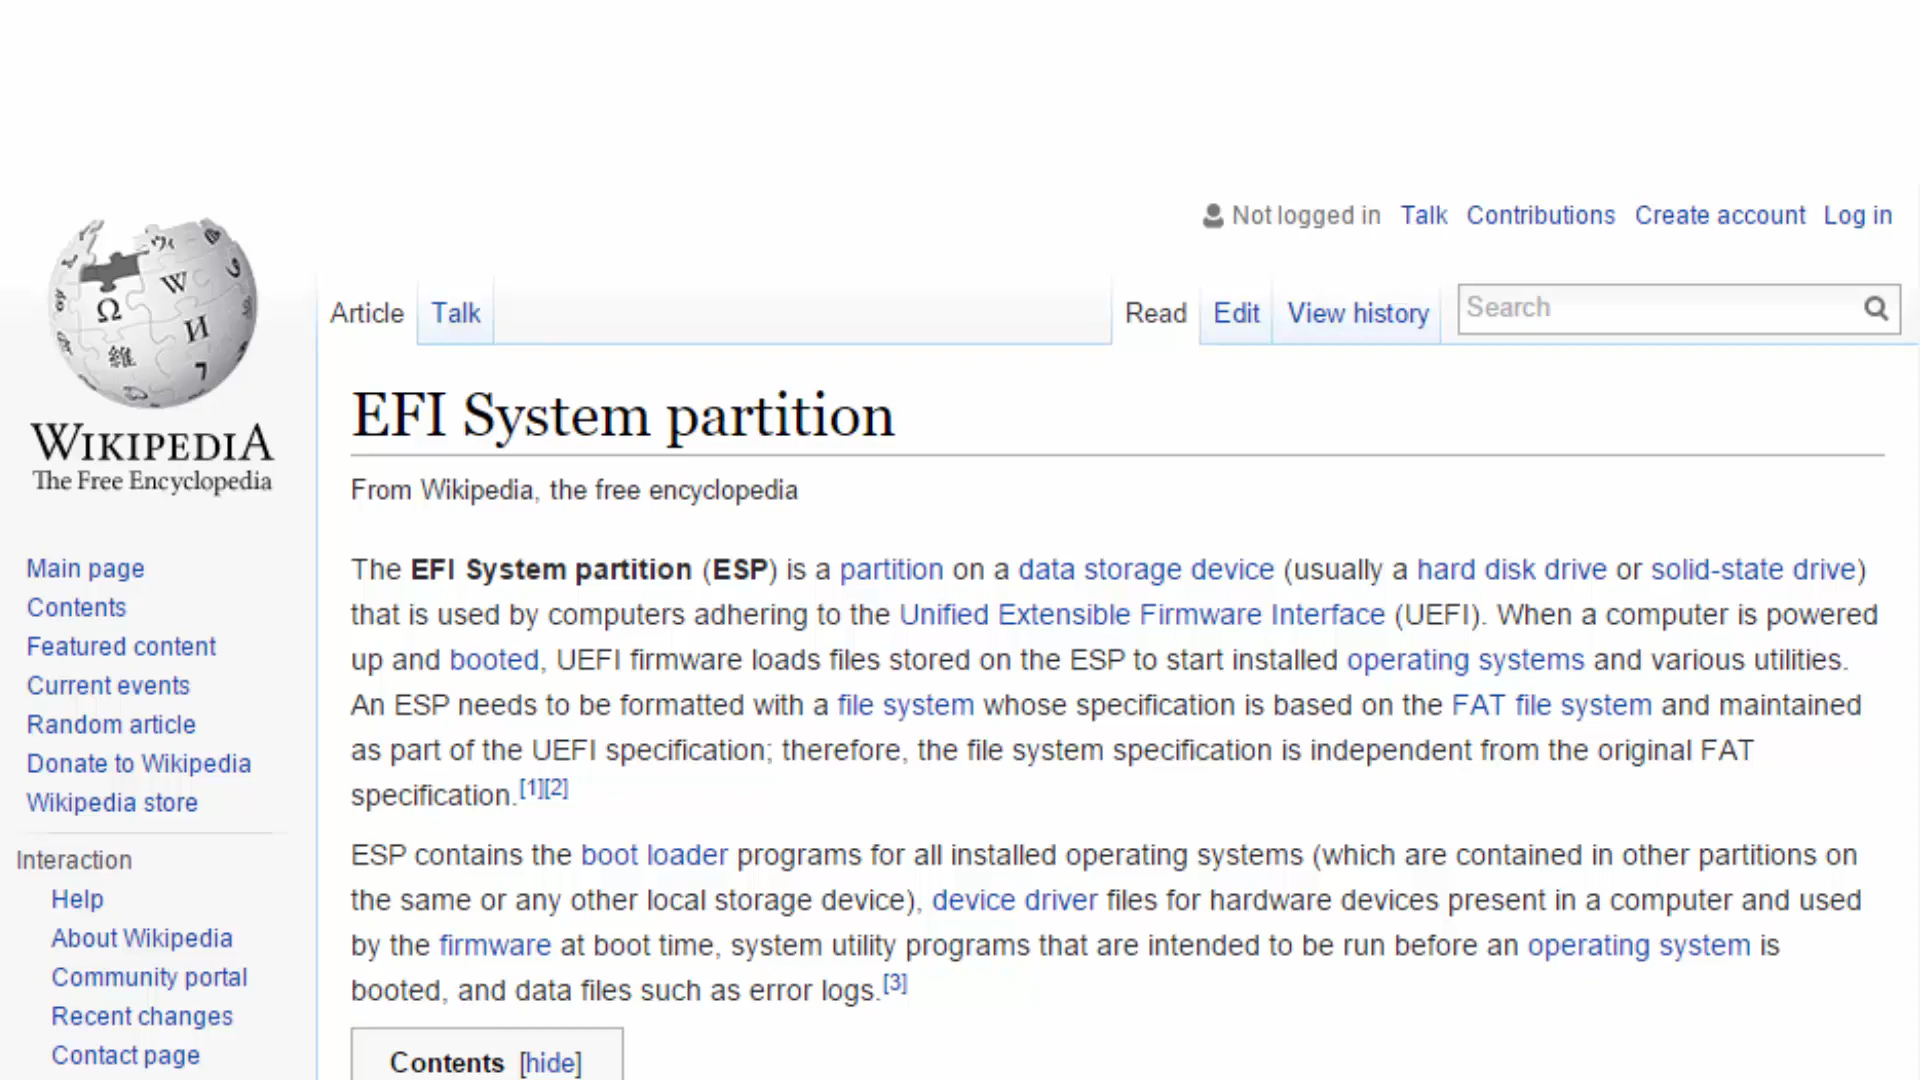 Not logged in Talk Contributions Create account Log in
Article Talk Read Edit View history Search
WIKIPEDIA
The Free Encyclopedia
Main page
Contents
Featured content
Current events
Random article
Donate to Wikipedia
Wikipedia store
Interaction
Help
About Wikipedia
Community portal
Recent changes
Contact page
EFI System partition
From Wikipedia, the free encyclopedia
The EFI System partition (ESP) is a partition on a data storage device (usually a hard disk drive or solid-state drive)
that is used by computers adhering to the Unified Extensible Firmware Interface (UEFI). When a computer is powered
up and booted, UEFI firmware loads files stored on the ESP to start installed operating systems and various utilities.
An ESP needs to be formatted with a file system whose specification is based on the FAT file system and maintained
as part of the UEFI specification; therefore, the file system specification is independent from the original FAT
specification.[1][2]
ESP contains the boot loader programs for all installed operating systems (which are contained in other partitions on
the same or any other local storage device), device driver files for hardware devices present in a computer and used
by the firmware at boot time, system utility programs that are intended to be run before an operating system is
booted, and data files such as error logs.[3]
Contents [hide]